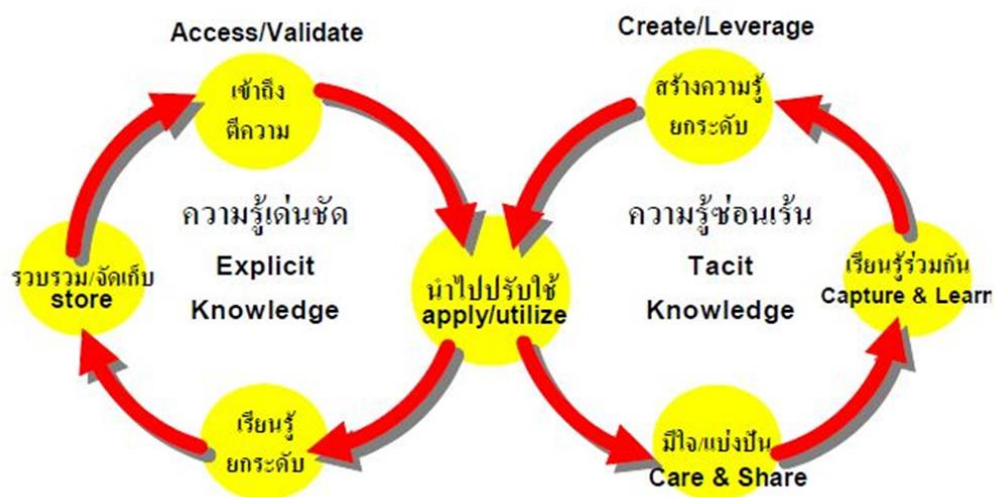 Access/Validate
เข้าถึง
ตีความ
ความรู้เด่นชัด
Explicit
Knowledge
รวบรวม/จัดเก็บ
store
เรียนรู้
ยกระดับ
นำไปปรับใช้
apply/utilize
Create/Leverage
สร้างความรู้
ยกระดับ
ความรู้ซ่อนเร้น
Tacit
Knowledge
เรียนรู้ร่วมกัน
Capture & Learn
มีใจ/แบ่งปัน
Care & Share